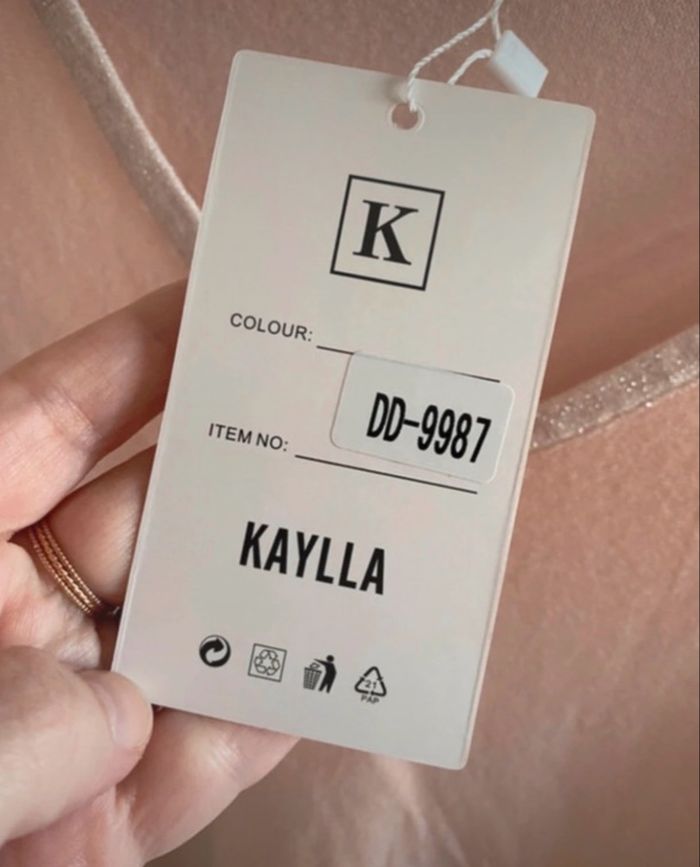 K
COLOUR:
DD-9987
ITEM NO:
KAYLLA
21
PAP